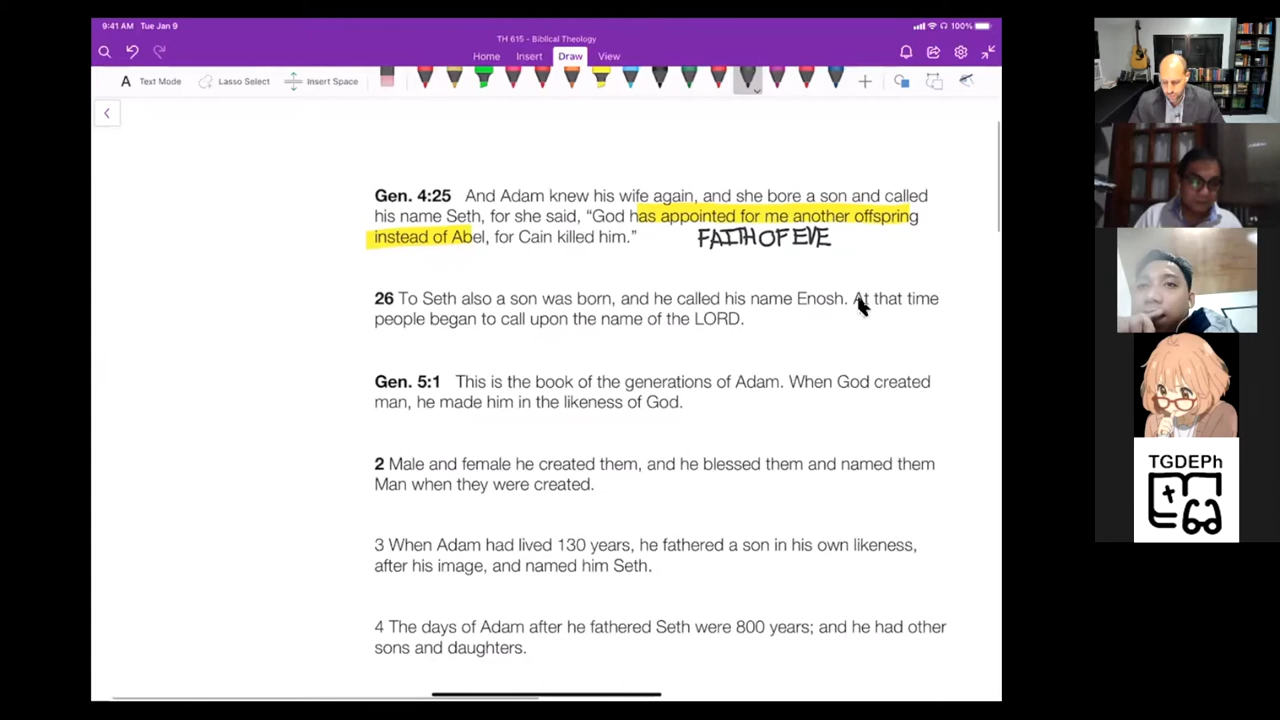 9:41 AM Tue Jan 9
100%
TH 615 - Biblical Theology
Home Insert Draw View
A Text Mode Lasso Select Insert Space
Gen. 4:25 And Adam knew his wife again, and she bore a son and called
his name Seth, for she said, “God has appointed for me another offspring
instead of Abel, for Cain killed him.”
FAITH OF EVE
26 To Seth also a son was born, and he called his name Enosh. At that time
people began to call upon the name of the LORD.
Gen. 5:1 This is the book of the generations of Adam. When God created
man, he made him in the likeness of God.
2 Male and female he created them, and he blessed them and named them
Man when they were created.
3 When Adam had lived 130 years, he fathered a son in his own likeness,
after his image, and named him Seth.
4 The days of Adam after he fathered Seth were 800 years; and he had other
sons and daughters.
TGDEPh